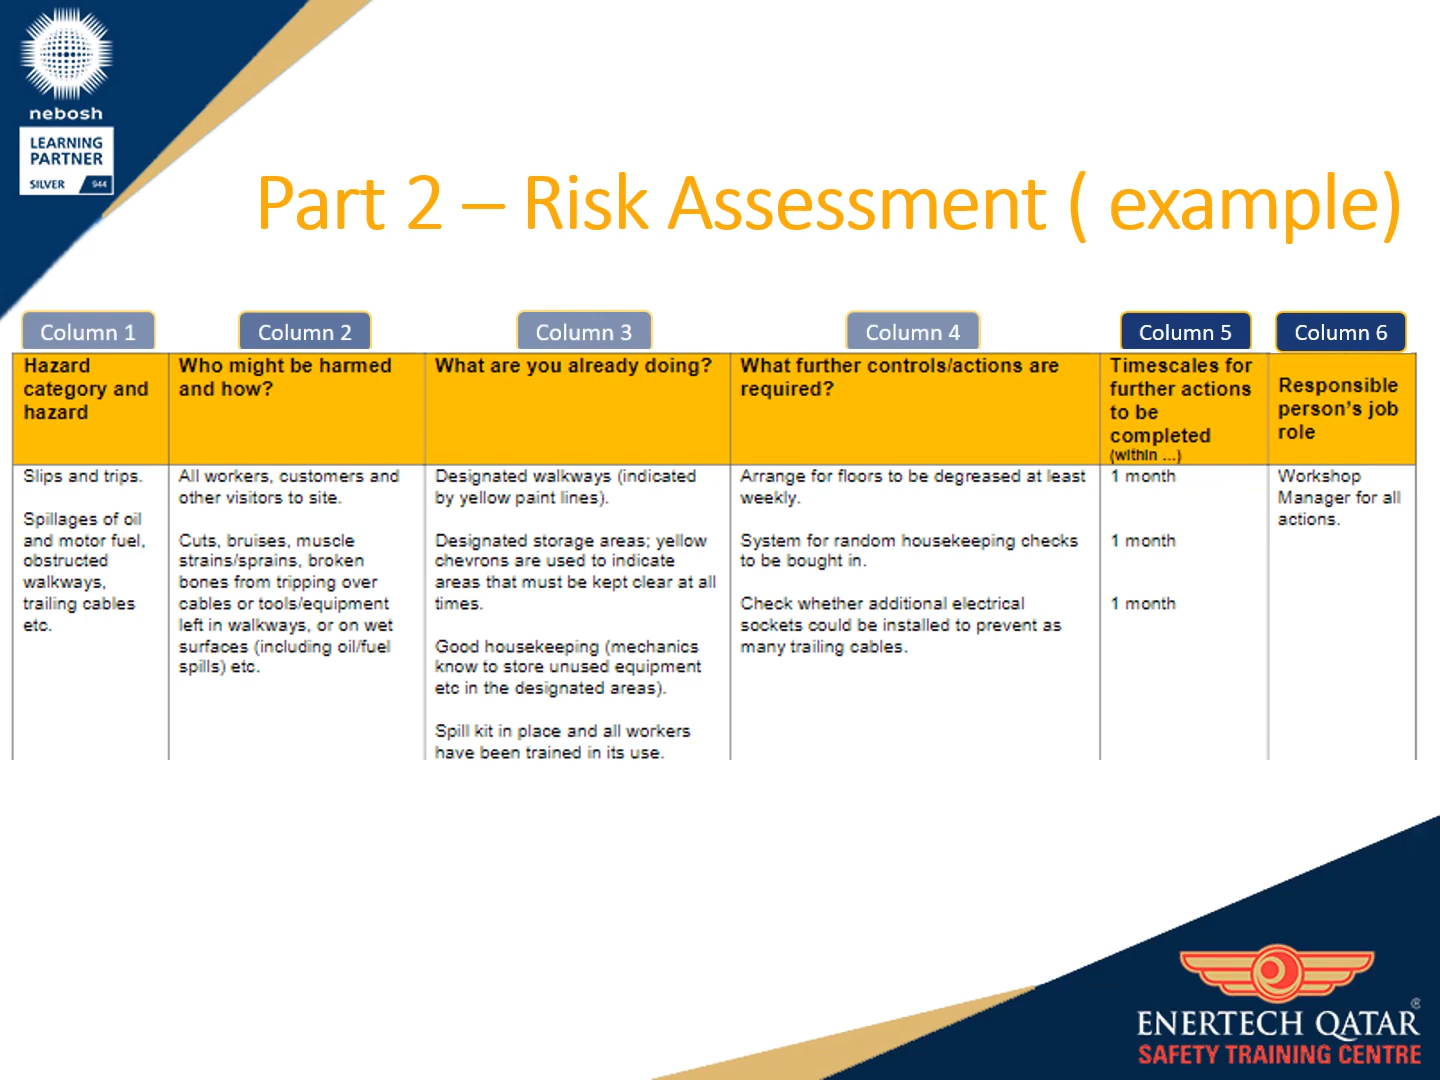 nebosh
LEARNING
PARTNER
SILVER 944
Part 2 – Risk Assessment ( example)
Column 1
Column 2
Column 3
Column 4
Column 5
Column 6
Hazard
category and
hazard
Who might be harmed
and how?
What are you already doing?
What further controls/actions are
required?
Timescales for
further actions
to be
completed
(within ...)
Responsible
person's job
role
Slips and trips.
Spillages of oil
and motor fuel,
obstructed
walkways,
trailing cables
etc.
All workers, customers and
other visitors to site.
Cuts, bruises, muscle
strains/sprains, broken
bones from tripping over
cables or tools/equipment
left in walkways, or on wet
surfaces (including oil/fuel
spills) etc.
Designated walkways (indicated
by yellow paint lines).
Designated storage areas; yellow
chevrons are used to indicate
areas that must be kept clear at all
times.
Good housekeeping (mechanics
know to store unused equipment
etc in the designated areas).
Spill kit in place and all workers
have been trained in its use.
Arrange for floors to be degreased at least
weekly.
System for random housekeeping checks
to be bought in.
Check whether additional electrical
sockets could be installed to prevent as
many trailing cables.
1 month
1 month
1 month
Workshop
Manager for all
actions.
ENERTECH QATAR®
SAFETY TRAINING CENTRE